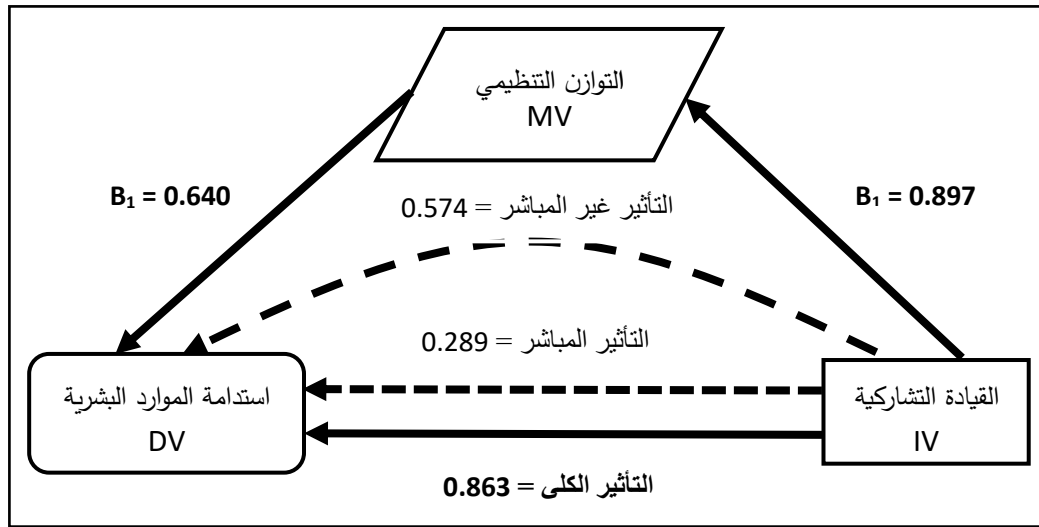 التوازن التنظيمي
MV
B₁ = 0.640
B₁ = 0.897
التأثير غير المباشر = 0.574
التأثير المباشر = 0.289
القيادة التشاركية
IV
استدامة الموارد البشرية
DV
التأثير الكلى = 0.863